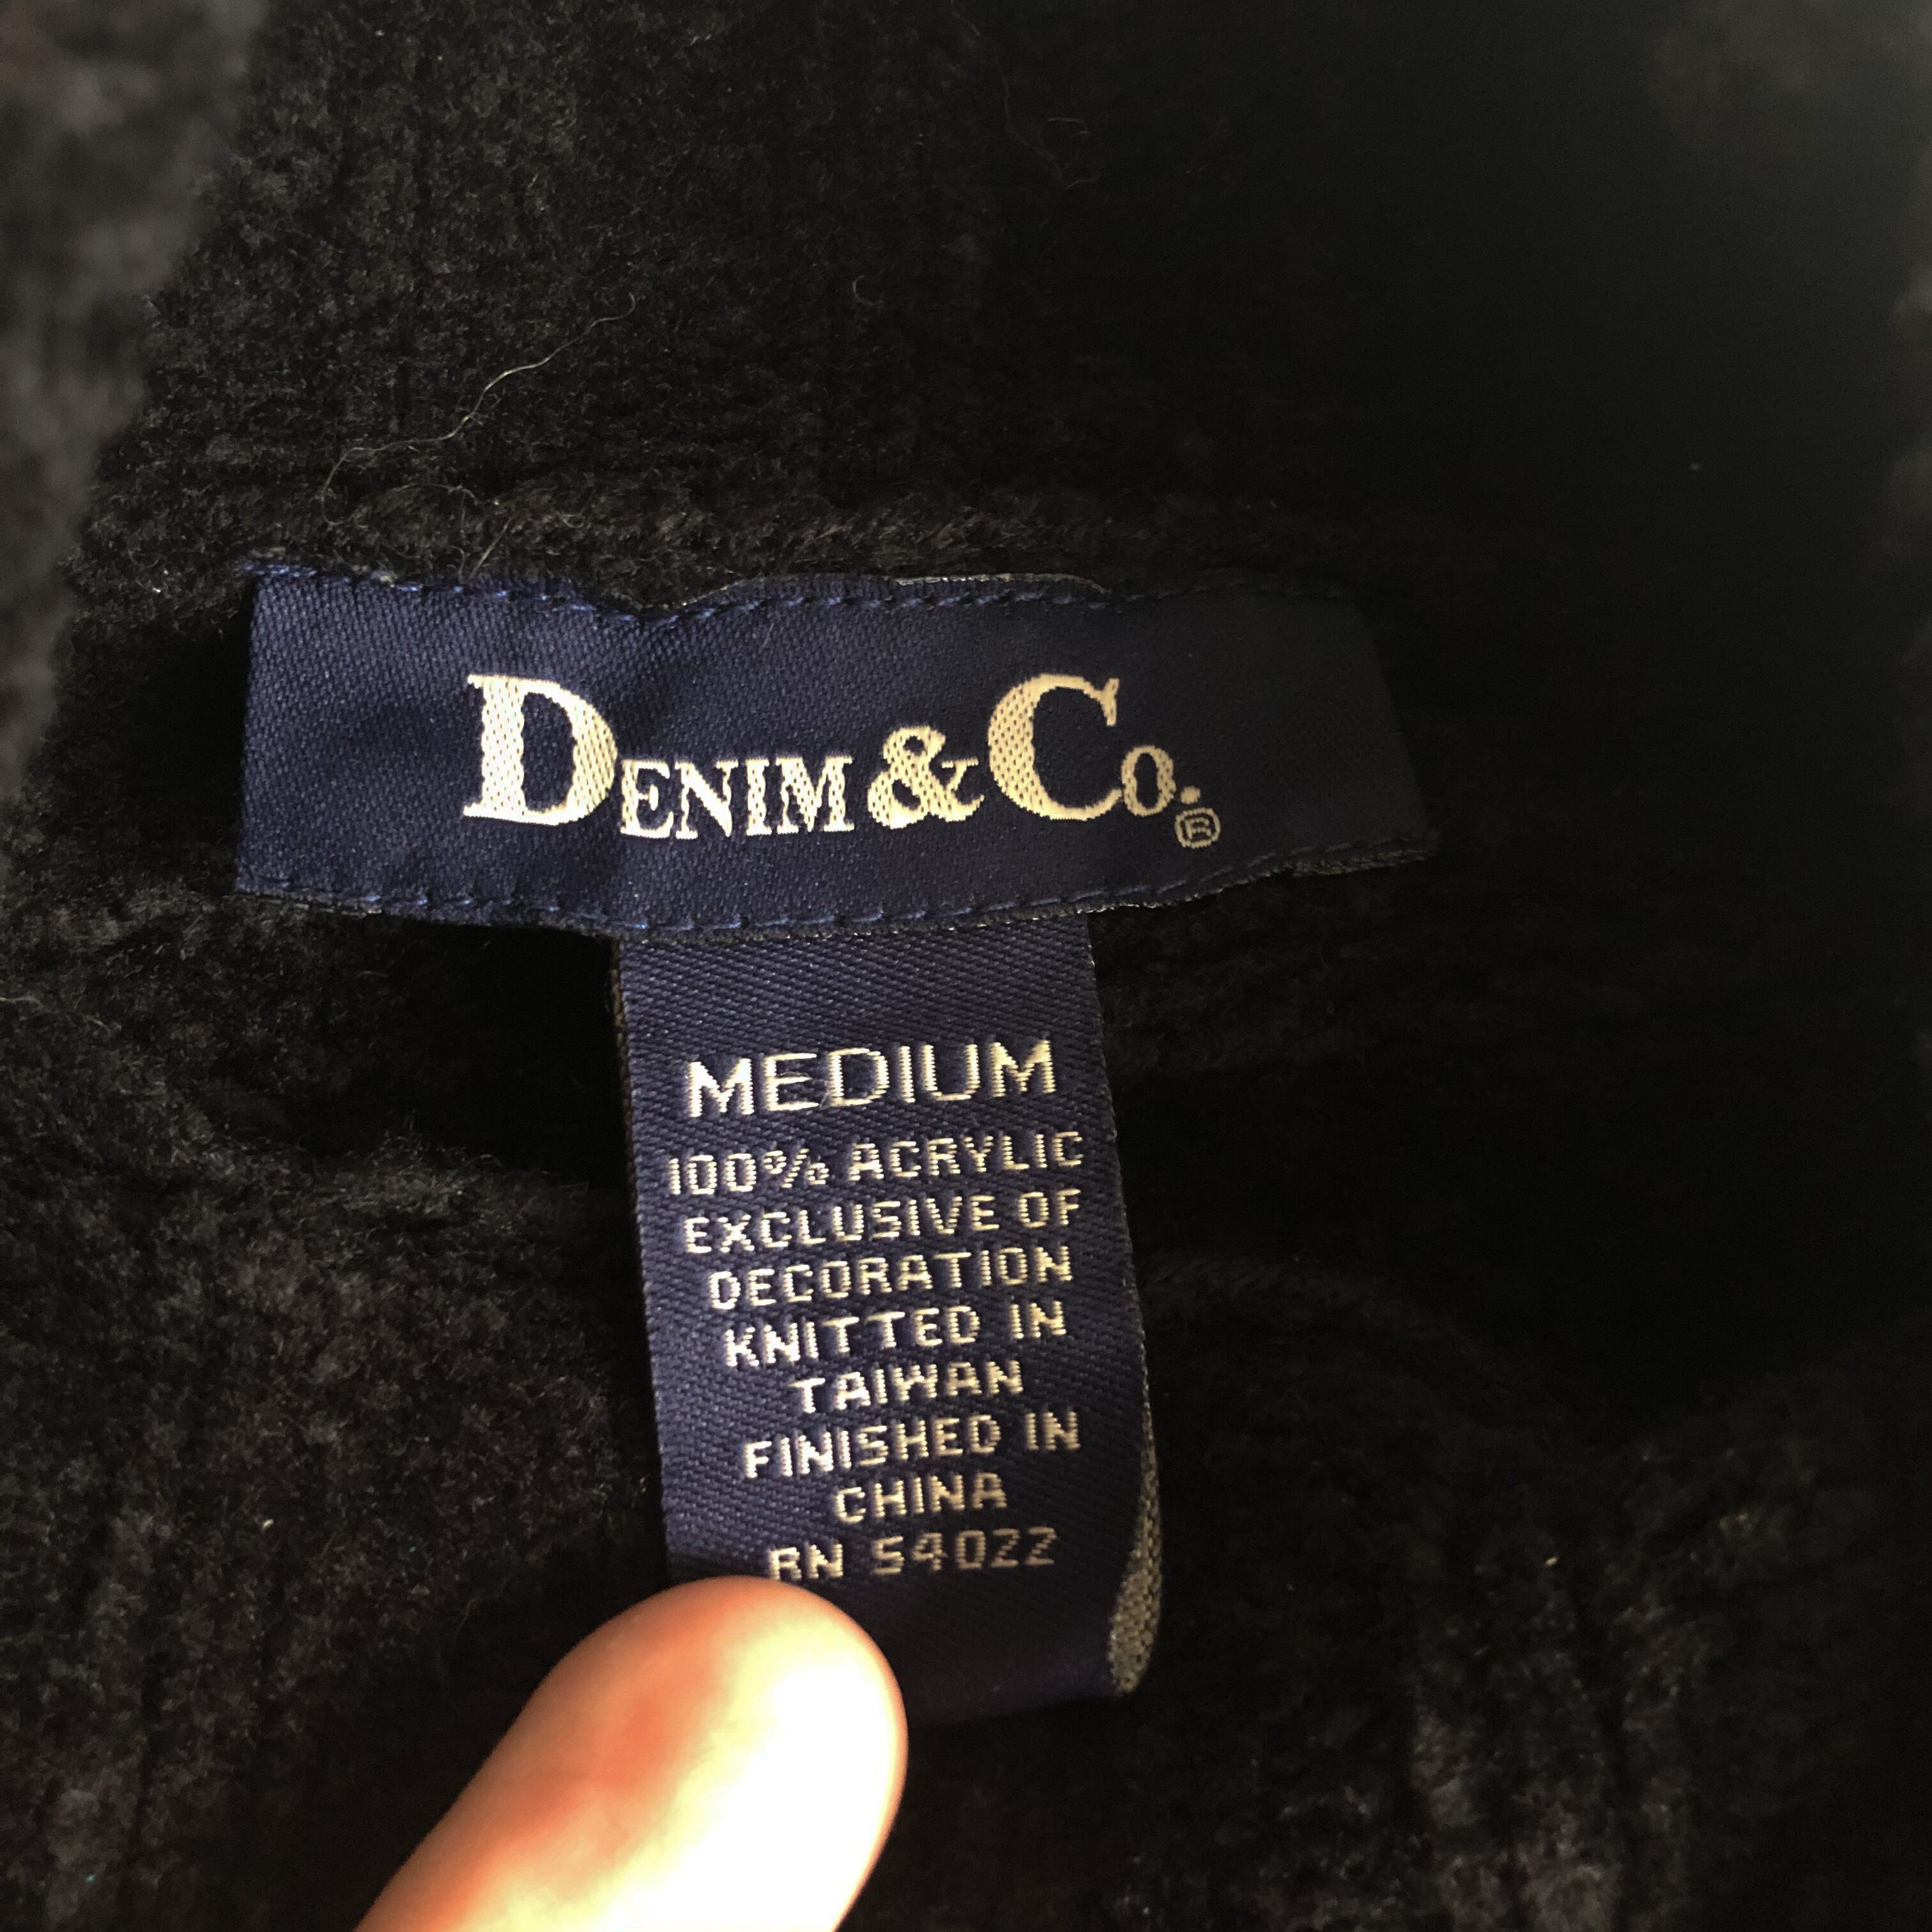 DENIM & CO.®
MEDIUM
100% ACRYLIC
EXCLUSIVE OF
DECORATION
KNITTED IN
TAIWAN
FINISHED IN
CHINA
RN 54022